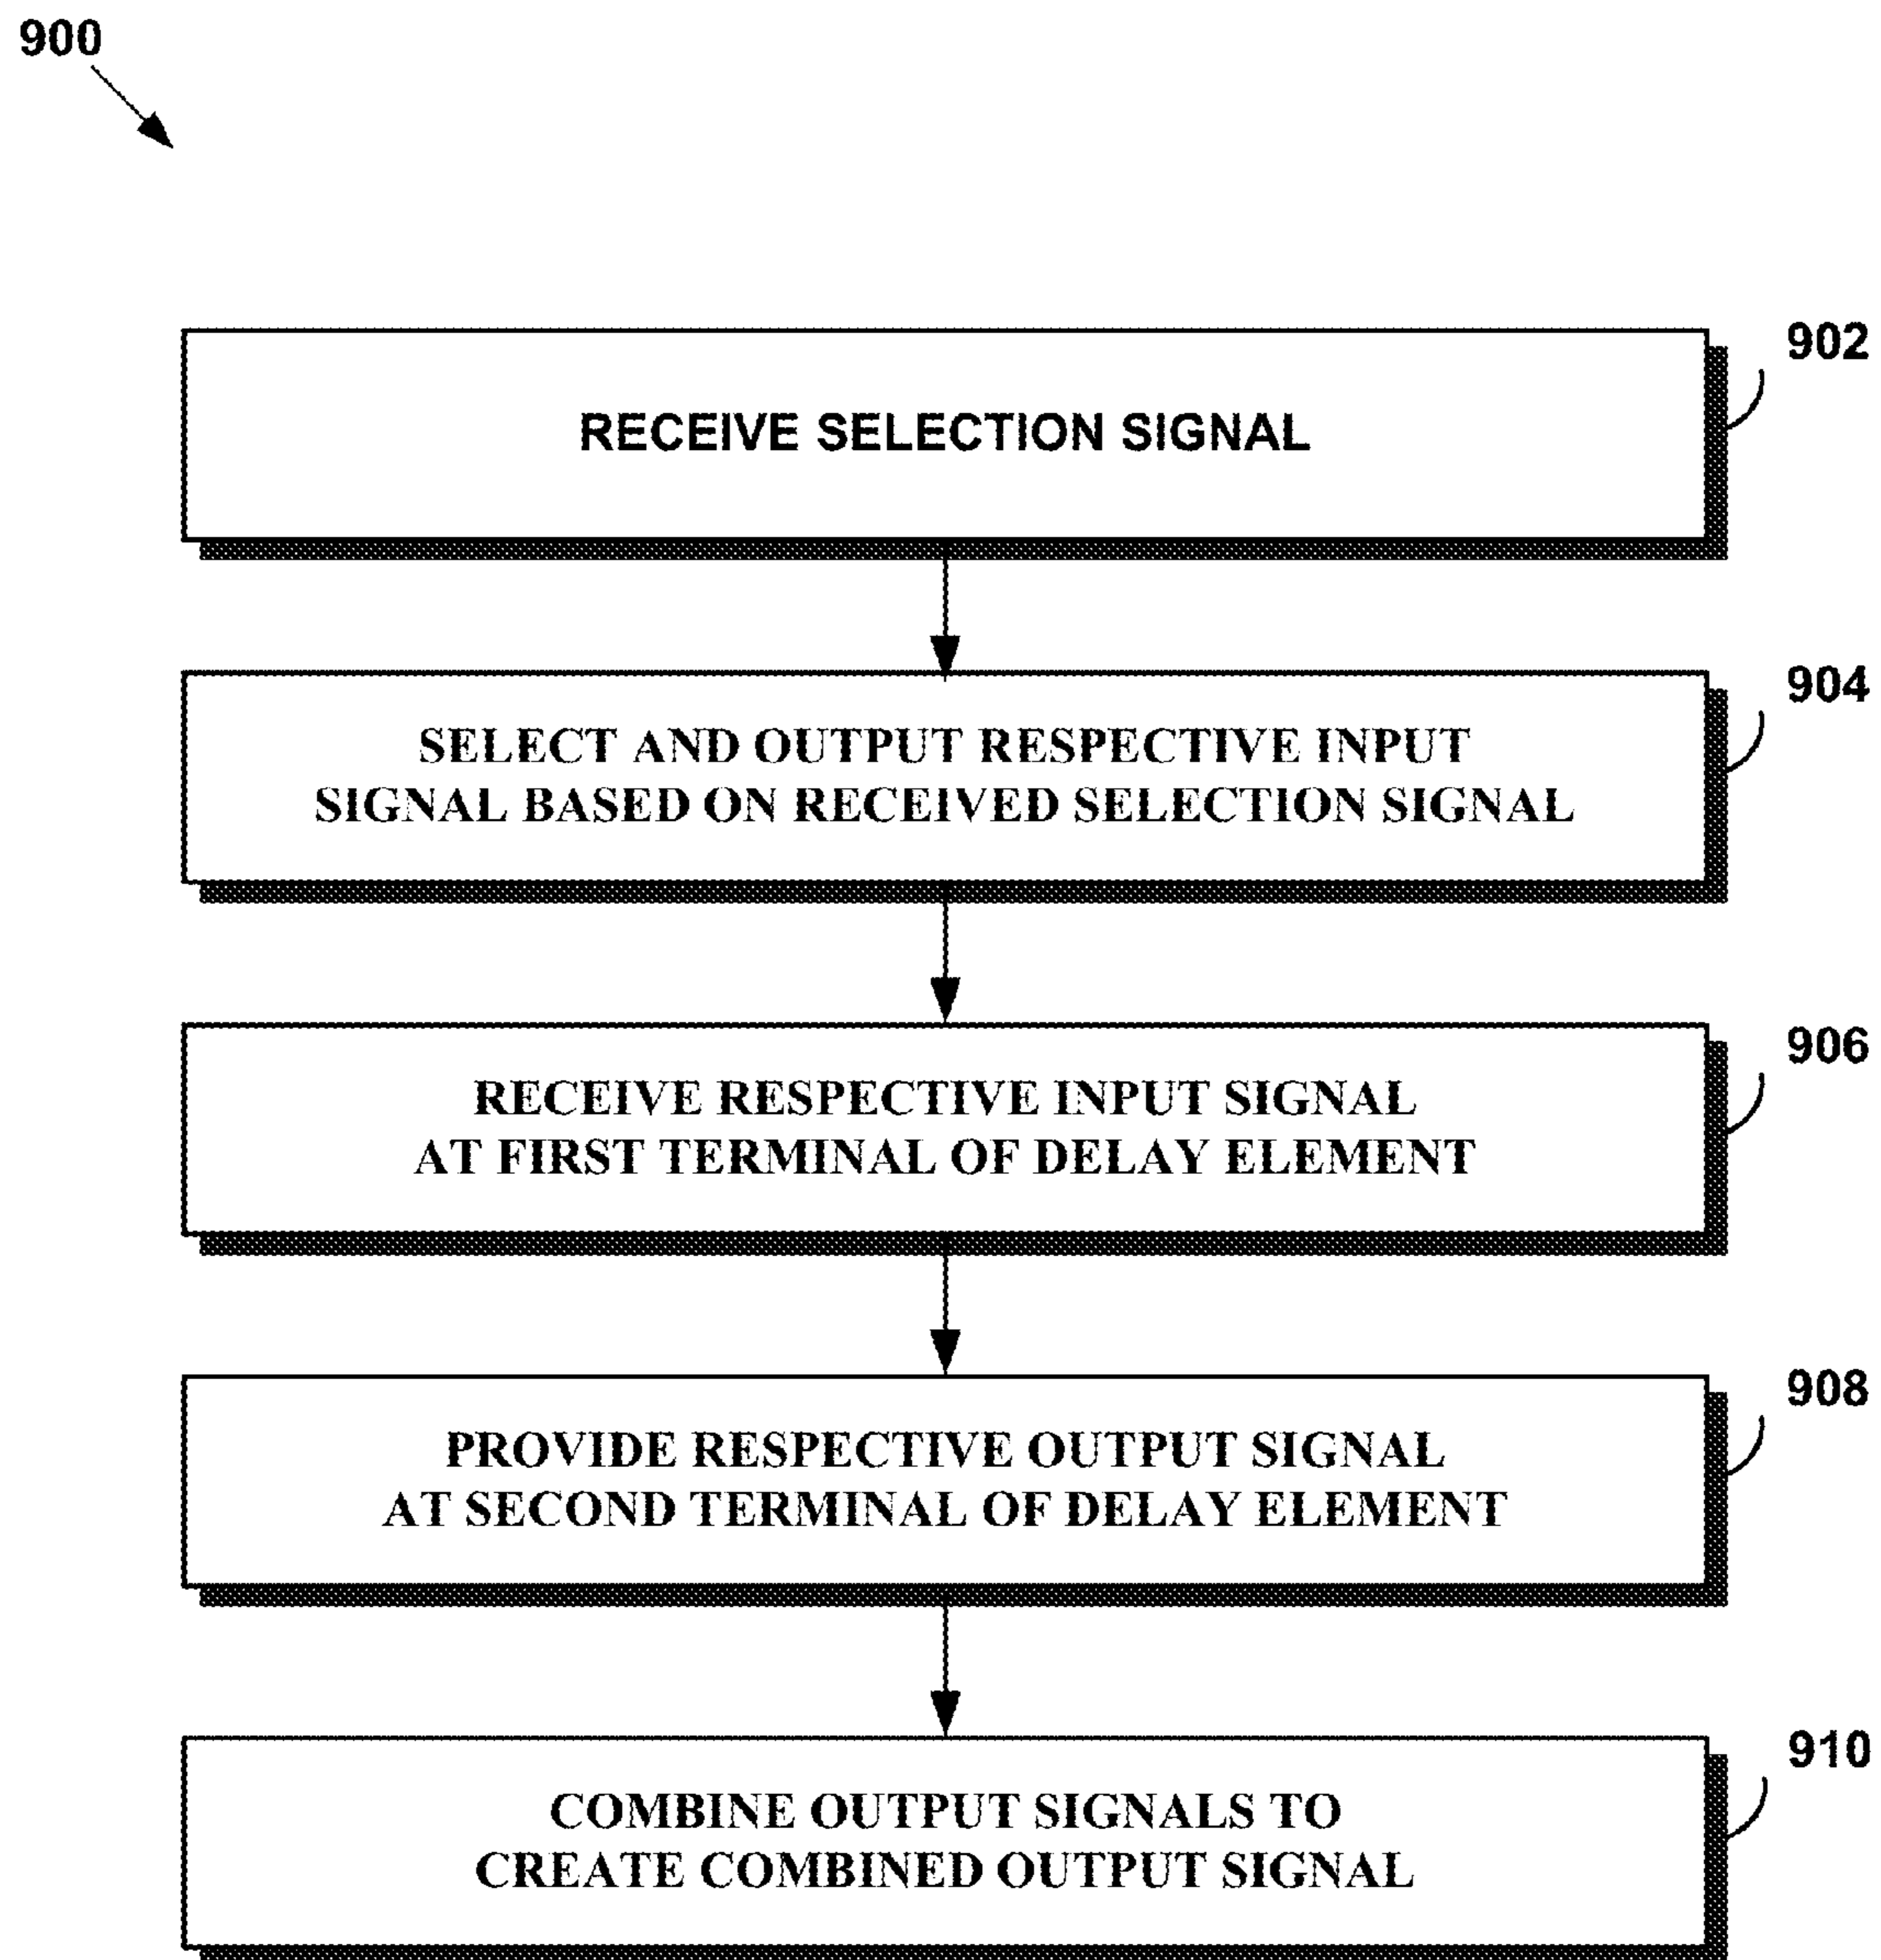 900
902
RECEIVE SELECTION SIGNAL
904
SELECT AND OUTPUT RESPECTIVE INPUT
SIGNAL BASED ON RECEIVED SELECTION SIGNAL
906
RECEIVE RESPECTIVE INPUT SIGNAL
AT FIRST TERMINAL OF DELAY ELEMENT
908
PROVIDE RESPECTIVE OUTPUT SIGNAL
AT SECOND TERMINAL OF DELAY ELEMENT
910
COMBINE OUTPUT SIGNALS TO
CREATE COMBINED OUTPUT SIGNAL